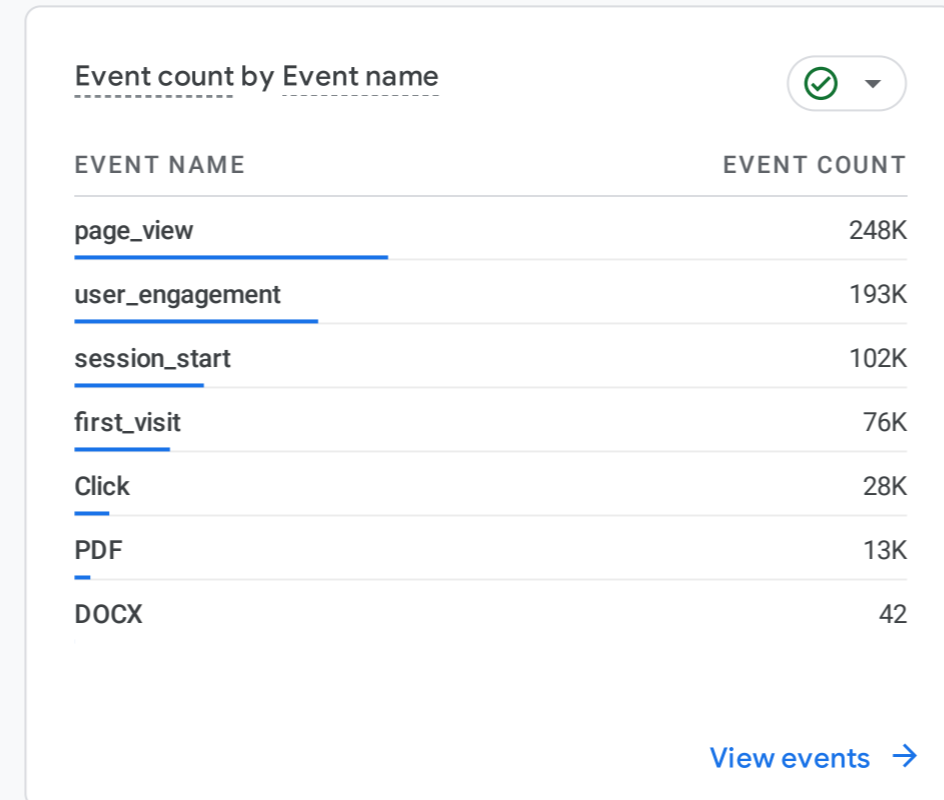 Event count by Event name
EVENT NAME EVENT COUNT
page_view 248K
user_engagement 193K
session_start 102K
first_visit 76K
Click 28K
PDF 13K
DOCX 42
View events